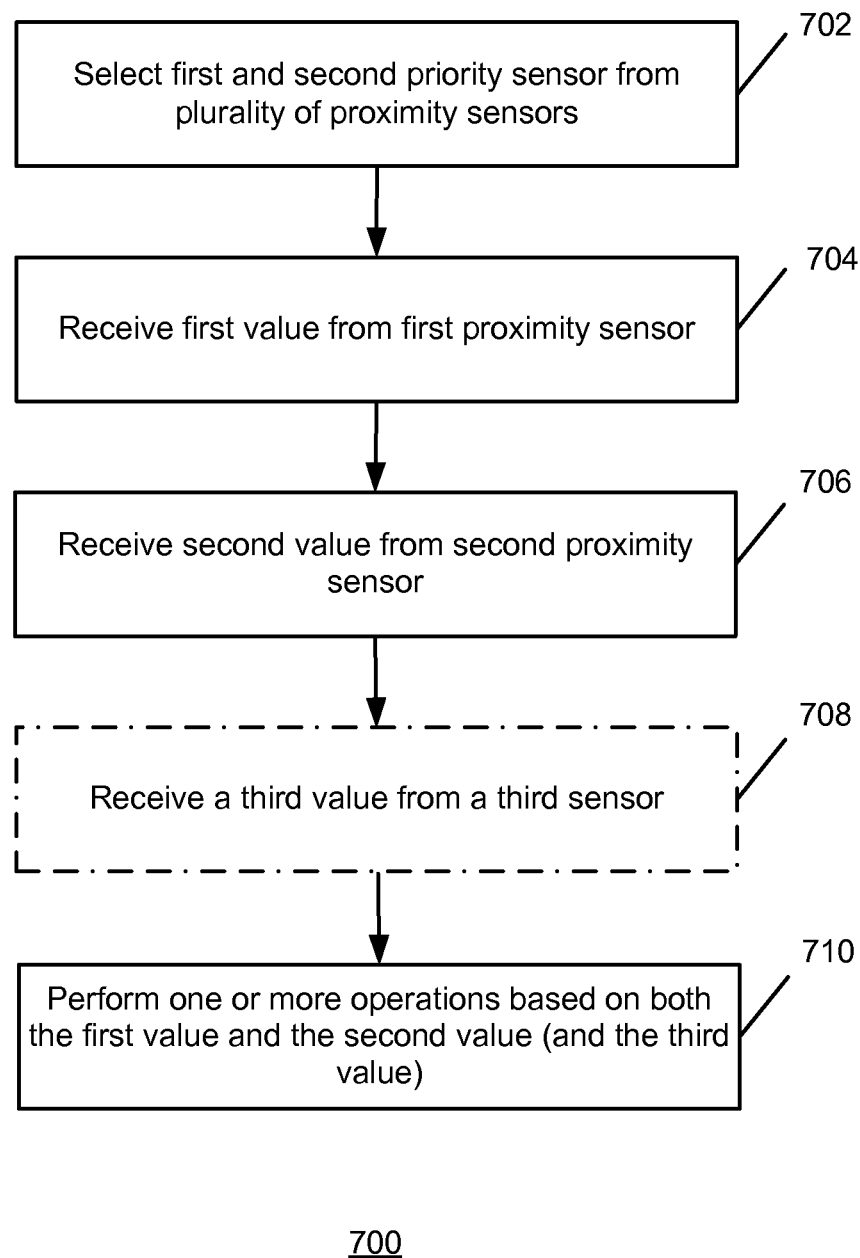 702
Select first and second priority sensor from
plurality of proximity sensors
704
Receive first value from first proximity sensor
706
Receive second value from second proximity
sensor
708
Receive a third value from a third sensor
710
Perform one or more operations based on both
the first value and the second value (and the third
value)
700